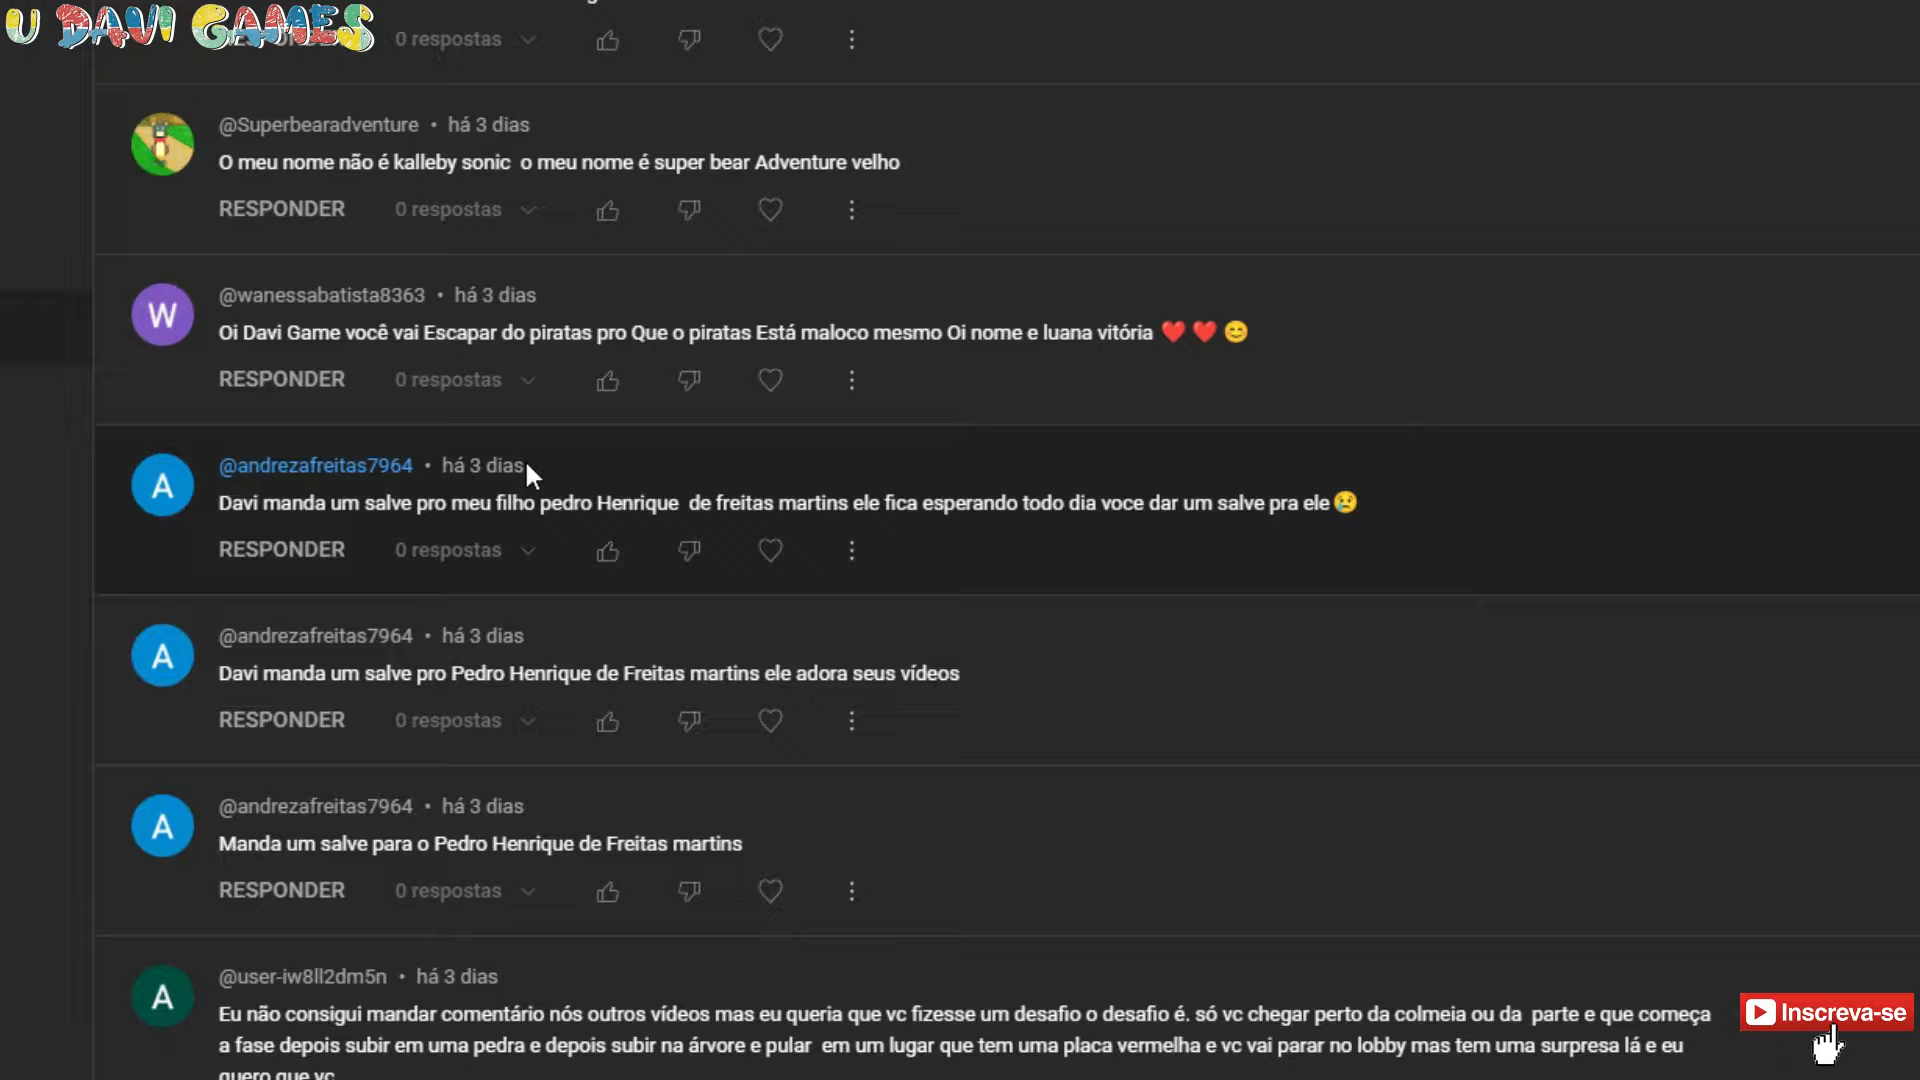 U DAVI GAMES
0 respostas
@Superbearadventure • há 3 dias
O meu nome não é kalleby sonic o meu nome é super bear Adventure velho
RESPONDER 0 respostas
W
@wanessabatista8363 • há 3 dias
Oi Davi Game você vai Escapar do piratas pro Que o piratas Está maloco mesmo Oi nome e luana vitória ❤️ ❤️ 😊
RESPONDER 0 respostas
A
@andrezafreitas7964 • há 3 dias
Davi manda um salve pro meu filho pedro Henrique de freitas martins ele fica esperando todo dia voce dar um salve pra ele 😢
RESPONDER 0 respostas
A
@andrezafreitas7964 • há 3 dias
Davi manda um salve pro Pedro Henrique de Freitas martins ele adora seus vídeos
RESPONDER 0 respostas
A
@andrezafreitas7964 • há 3 dias
Manda um salve para o Pedro Henrique de Freitas martins
RESPONDER 0 respostas
A
@user-iw8ll2dm5n • há 3 dias
Eu não consigui mandar comentário nós outros vídeos mas eu queria que vc fizesse um desafio o desafio é. só vc chegar perto da colmeia ou da parte e que começa
a fase depois subir em uma pedra e depois subir na árvore e pular em um lugar que tem uma placa vermelha e vc vai parar no lobby mas tem uma surpresa lá e eu
quero que vc
Inscreva-se